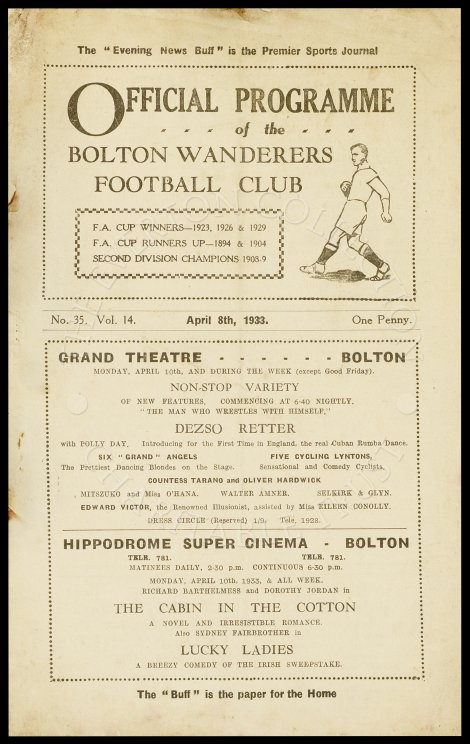 The "Evening News Buff" is the Premier Sports Journal
OFFICIAL PROGRAMME
of the
BOLTON WANDERERS
FOOTBALL CLUB
F.A. CUP WINNERS—1923, 1926 & 1929
F.A. CUP RUNNERS UP—1894 & 1904
SECOND DIVISION CHAMPIONS 1908-9
No. 35. Vol. 14. April 8th, 1933. One Penny.
GRAND THEATRE - - - - - - BOLTON
MONDAY, APRIL 10th, AND DURING THE WEEK (except Good Friday).
NON-STOP VARIETY
OF NEW FEATURES, COMMENCING AT 6-40 NIGHTLY.
"THE MAN WHO WRESTLES WITH HIMSELF,"
DEZSO RETTER
with POLLY DAY. Introducing for the First Time in England, the real Cuban Rumba Dance.
SIX "GRAND" ANGELS FIVE CYCLING LYNTONS,
The Prettiest Dancing Blondes on the Stage. Sensational and Comedy Cyclists.
COUNTESS TARANO and OLIVER HARDWICK
MITSZUKO and Miss O'HANA. WALTER AMNER. SELKIRK & GLYN.
EDWARD VICTOR, the Renowned Illusionist, assisted by Miss EILEEN CONOLLY.
DRESS CIRCLE (Reserved) 1/9. Tele. 1928.
HIPPODROME SUPER CINEMA - BOLTON
TELE. 781. TELE. 781.
MATINEES DAILY, 2-30 p.m. CONTINUOUS 6-30 p.m.
MONDAY, APRIL 10th, 1933, & ALL WEEK.
RICHARD BARTHELMESS and DOROTHY JORDAN in
THE CABIN IN THE COTTON
A NOVEL AND IRRESISTIBLE ROMANCE.
Also SYDNEY FAIRBROTHER in
LUCKY LADIES
A BREEZY COMEDY OF THE IRISH SWEEPSTAKE.
The "Buff" is the paper for the Home